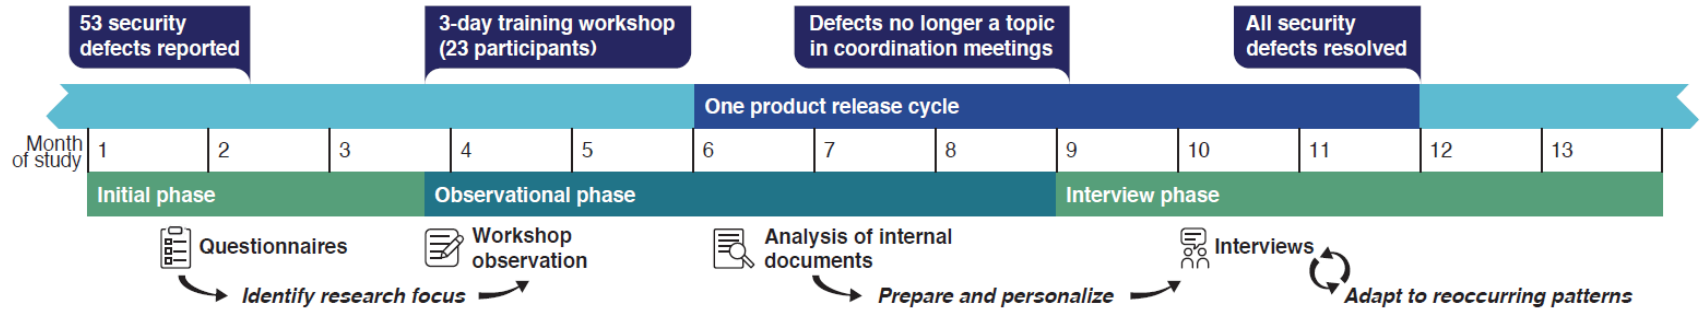 53 security
defects reported
3-day training workshop
(23 participants)
Defects no longer a topic
in coordination meetings
All security
defects resolved
One product release cycle
Month
of study
1 2 3 4 5 6 7 8 9 10 11 12 13
Initial phase
Observational phase
Interview phase
Questionnaires
Workshop
observation
Analysis of internal
documents
Interviews
Identify research focus
Prepare and personalize
Adapt to reoccurring patterns